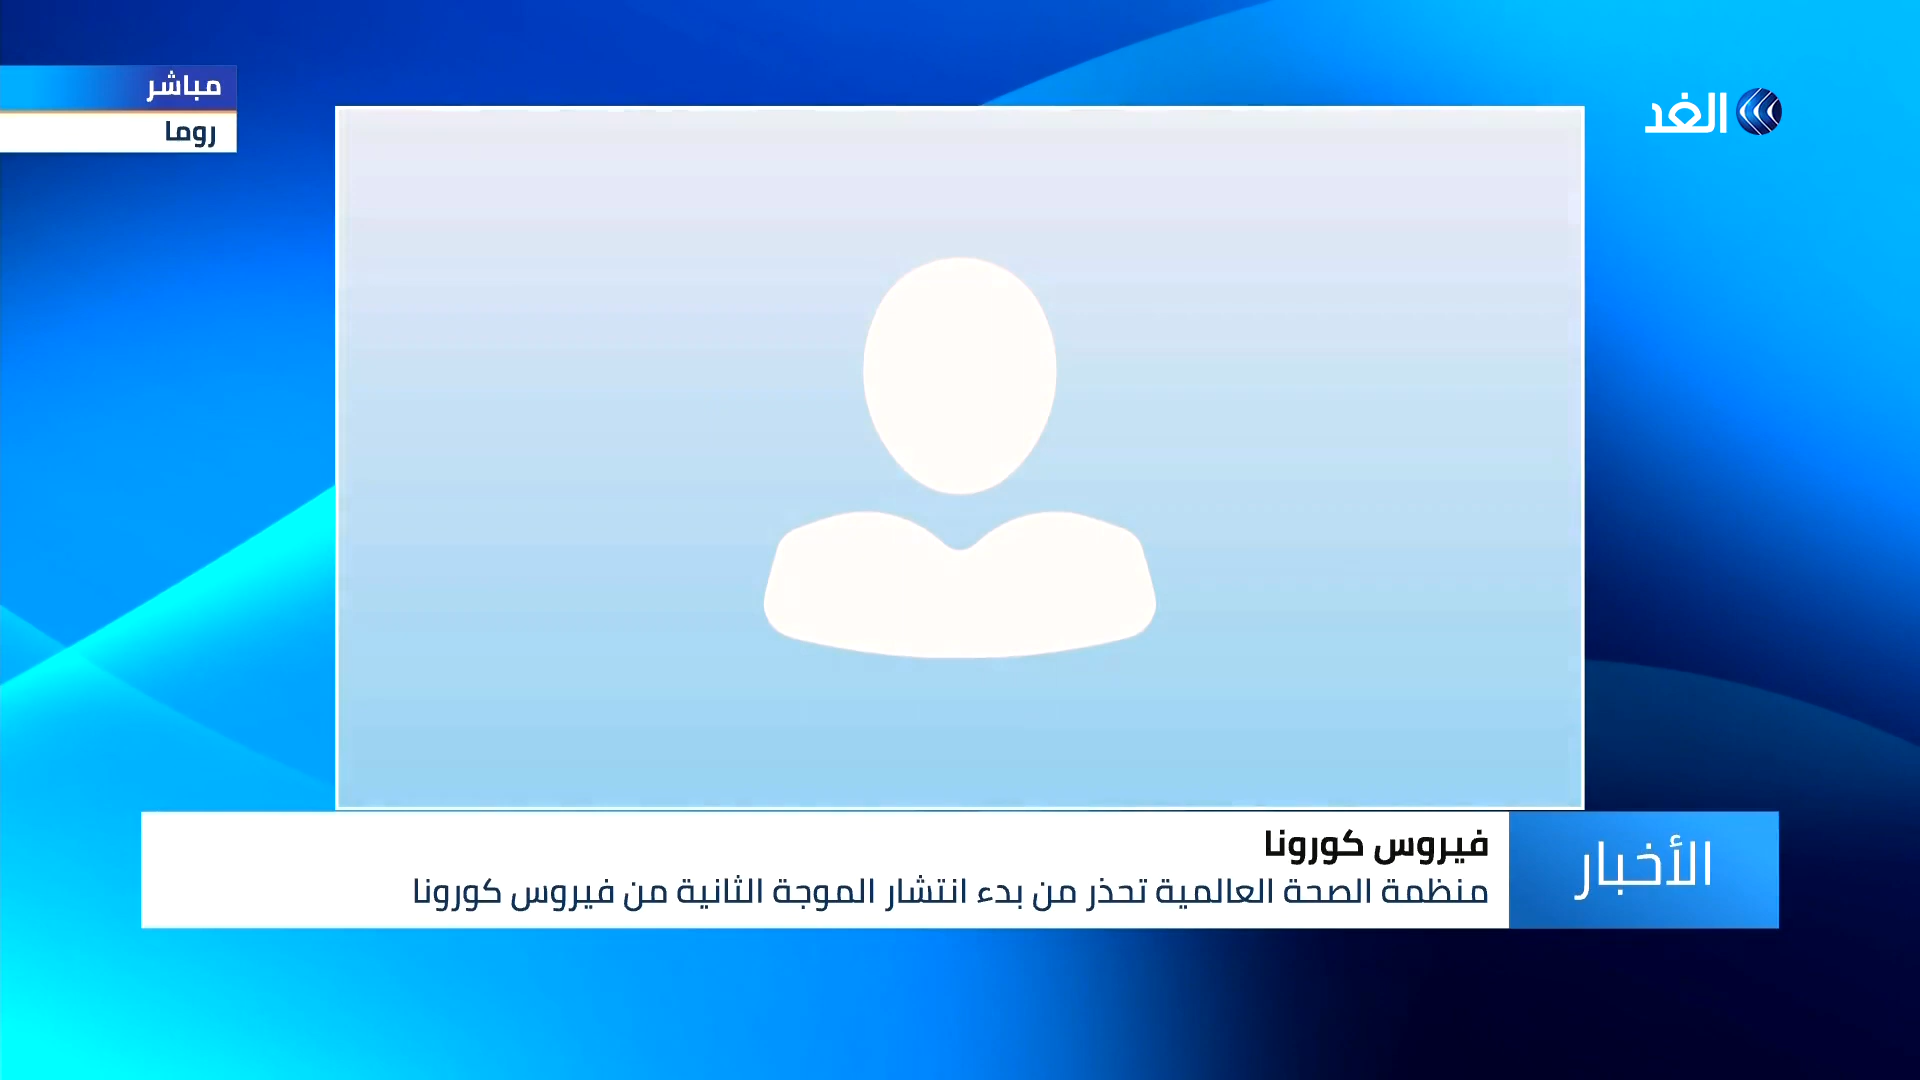 مباشر
روما
الغد
الأخبار
فيروس كورونا
منظمة الصحة العالمية تحذر من بدء انتشار الموجة الثانية من فيروس كورونا